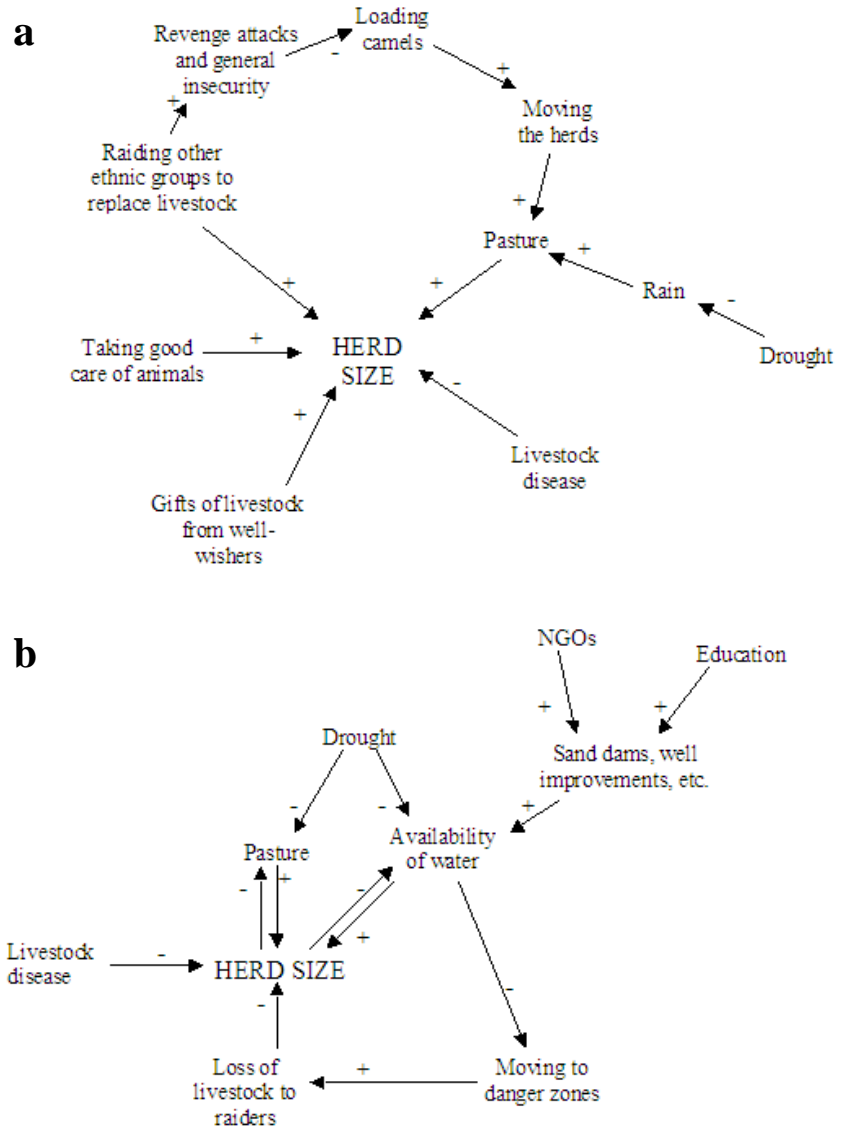 a
Revenge attacks
and general
insecurity
-
Loading
camels
+
+
Moving
the herds
Raiding other
ethnic groups to
replace livestock
+
Pasture
+
Rain
-
Drought
+
+
Taking good
care of animals
+
HERD
SIZE
-
+
Livestock
disease
Gifts of livestock
from well-
wishers
b
NGOs
Education
+
+
Drought
Sand dams, well
improvements, etc.
-
-
+
Availability
of water
Pasture
-
+
-
+
Livestock
disease
-
HERD SIZE
-
-
Loss of
livestock to
raiders
+
Moving to
danger zones